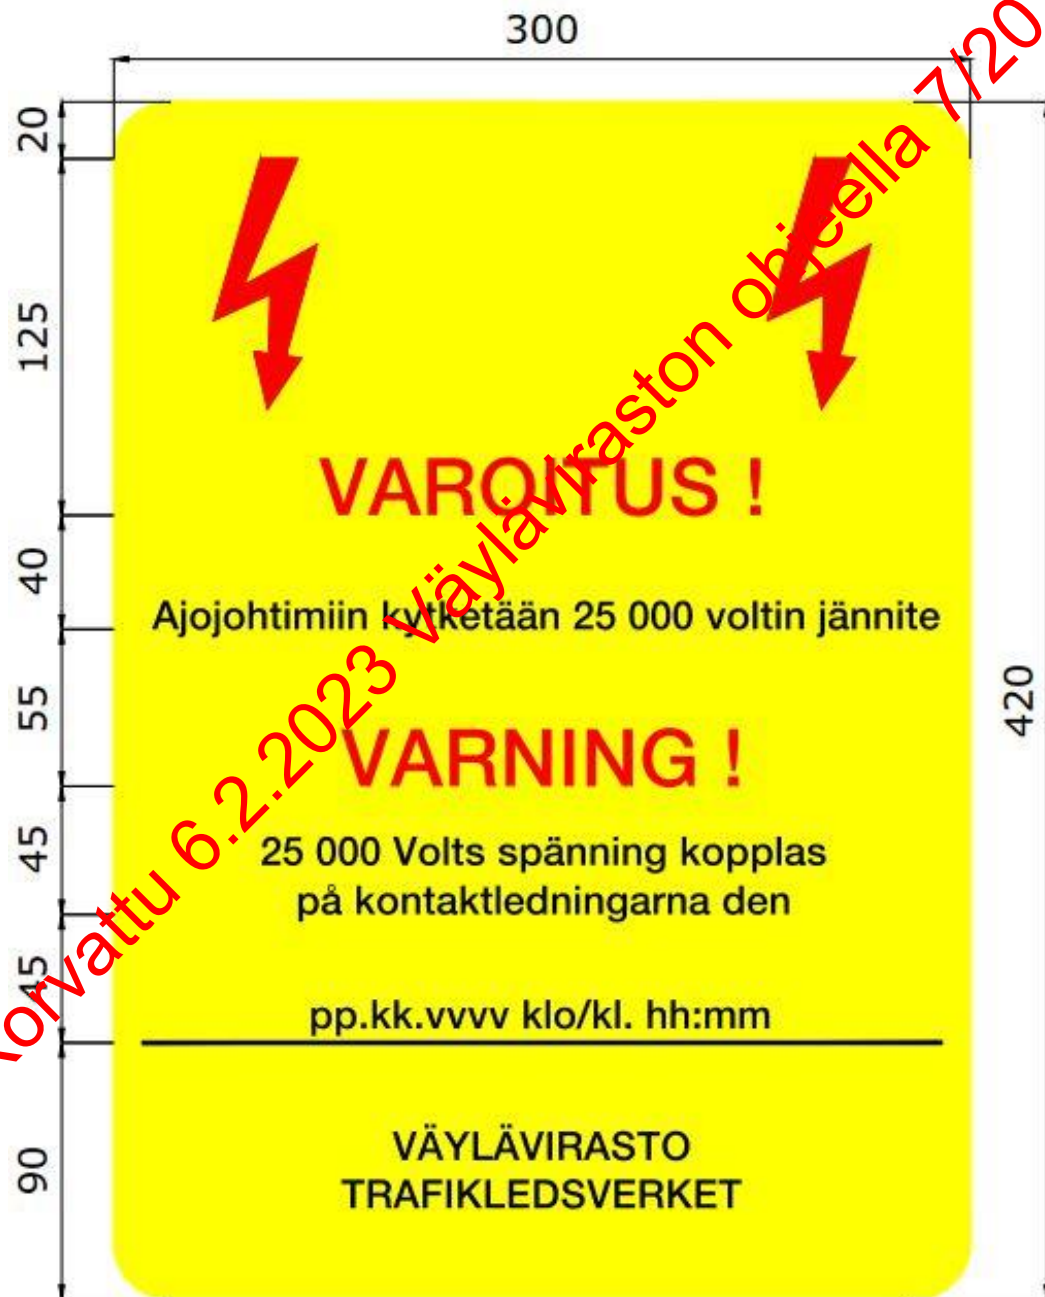 300
20
125
VAROITUS !
40
Ajojohtimiin kytketään 25 000 voltin jännite
55
420
VARNING !
45
25 000 Volts spänning kopplas
på kontaktledningarna den
45
pp.kk.vvvv klo/kl. hh:mm
90
VÄYLÄVIRASTO
TRAFIKLEDSVERKET
orvattu 6.2.2023 Väyläviraston ohjeella 7/20